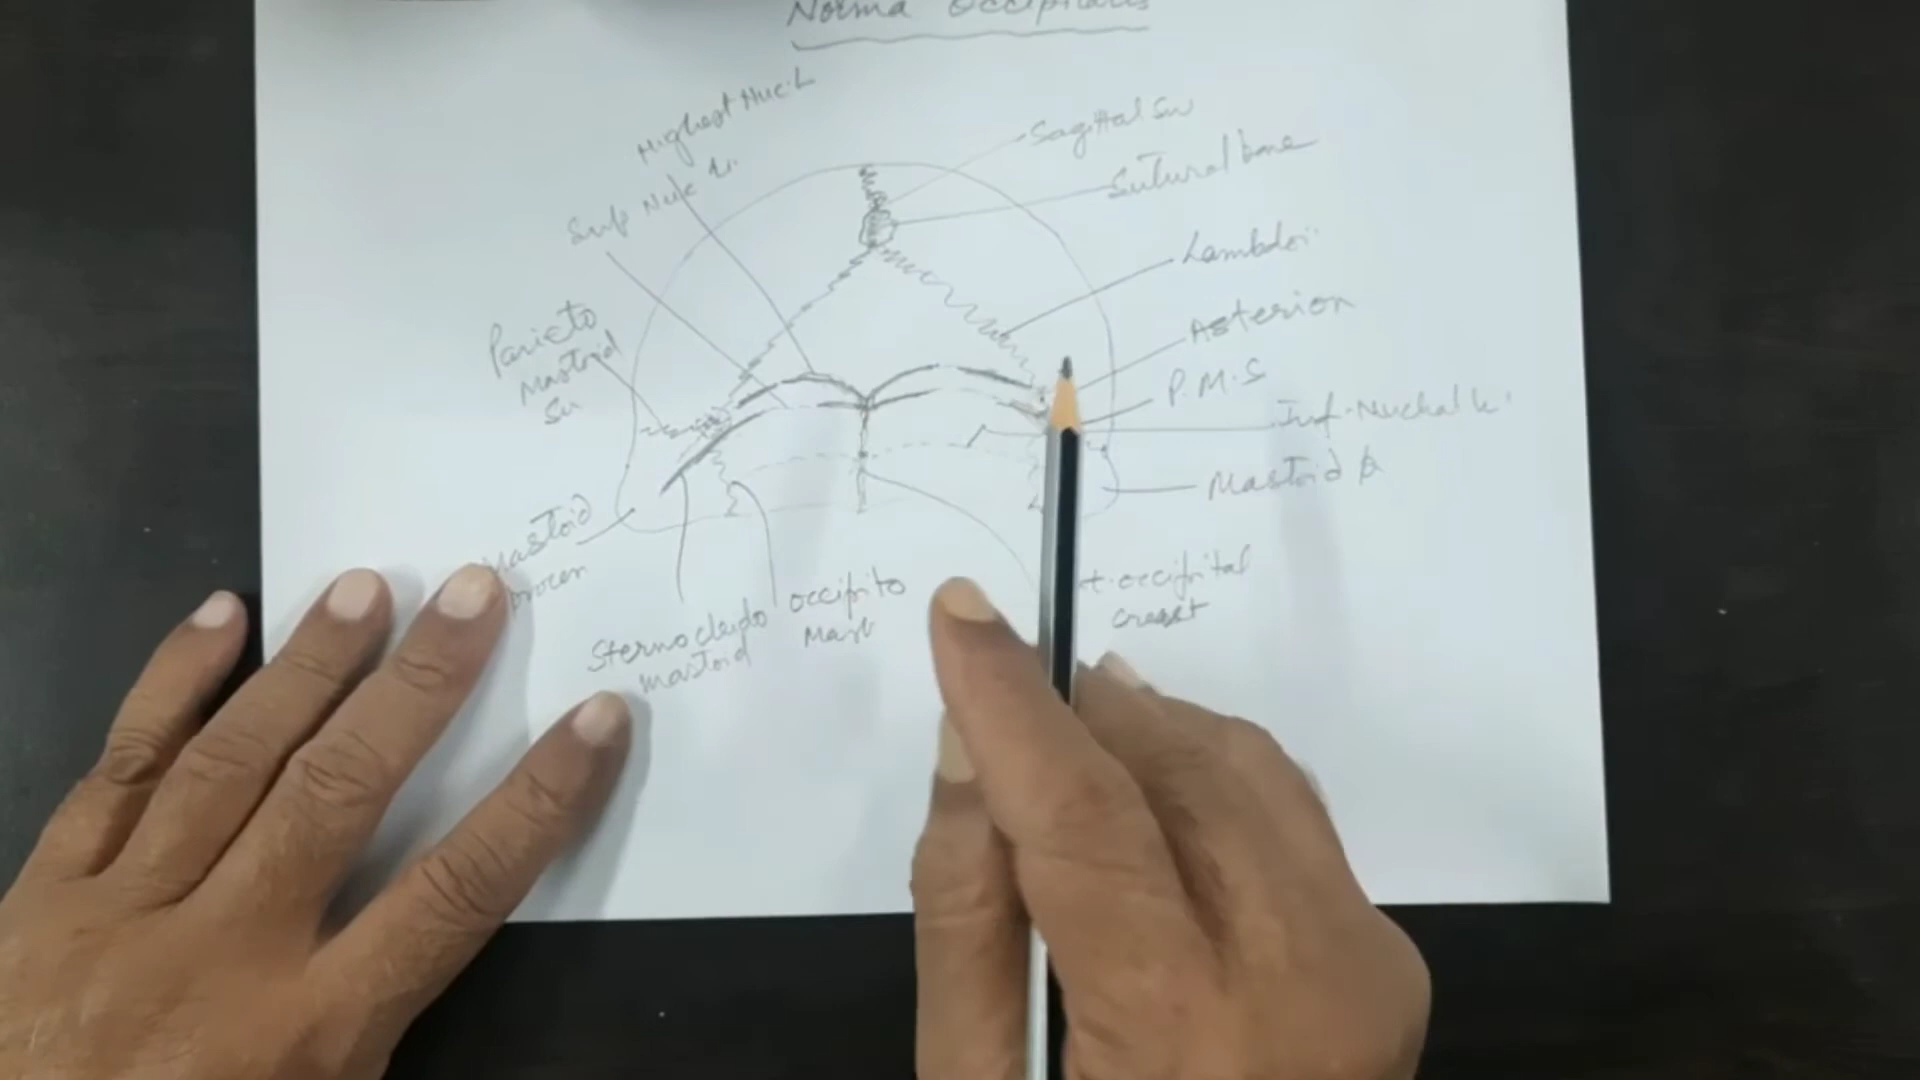 Norma Occipitalis
Highest Nuc. L
Sup Nuc Li.
Sagittal Su
Sutural bone
Lambdoi
Parieto
Mastoid
Su
Asterion
P.M.S
Inf. Nuchal li
Mastoid p
Mastoid
procen
Sternocleido
mastoid
occipito
Mast
t. occipital
crest